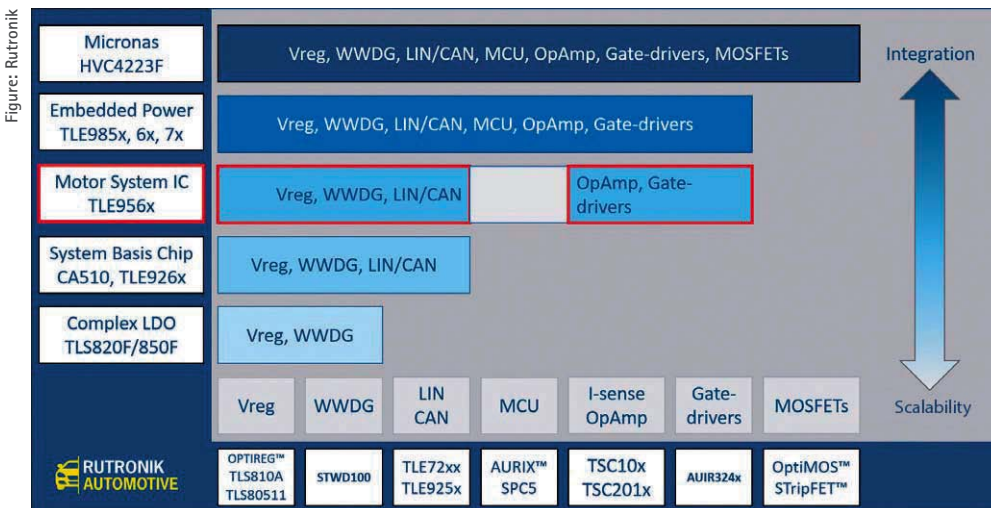 Figure: Rutronik
Micronas
HVC4223F
Vreg, WWDG, LIN/CAN, MCU, OpAmp, Gate-drivers, MOSFETs
Integration
Embedded Power
TLE985x, 6x, 7x
Vreg, WWDG, LIN/CAN, MCU, OpAmp, Gate-drivers
Motor System IC
TLE956x
Vreg, WWDG, LIN/CAN
OpAmp, Gate-
drivers
System Basis Chip
CA510, TLE926x
Vreg, WWDG, LIN/CAN
Complex LDO
TLS820F/850F
Vreg, WWDG
Vreg
WWDG
LIN
CAN
MCU
I-sense
OpAmp
Gate-
drivers
MOSFETs
Scalability
RUTRONIK
AUTOMOTIVE
OPTIREG™
TLS810A
TLS80511
STWD100
TLE72xx
TLE925x
AURIX™
SPC5
TSC10x
TSC201x
AUIR324x
OptiMOS™
STripFET™